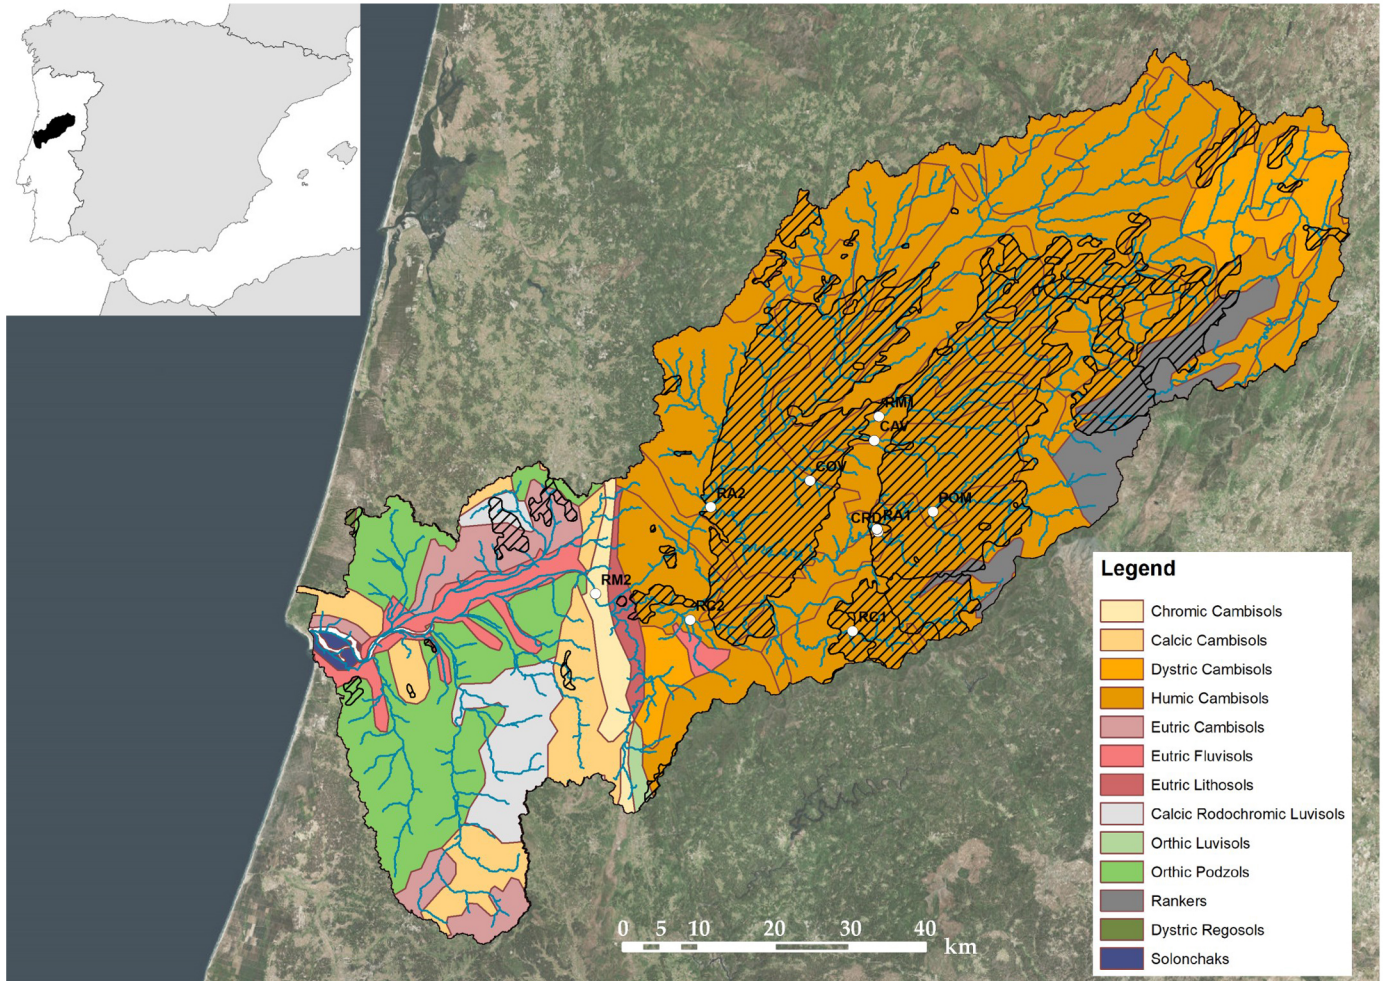 RM1
CAV
COV
RA2
POM
CRO
RA1
RM2
RC2
RC1
Legend
Chromic Cambisols
Calcic Cambisols
Dystric Cambisols
Humic Cambisols
Eutric Cambisols
Eutric Fluvisols
Eutric Lithosols
Calcic Rodochromic Luvisols
Orthic Luvisols
Orthic Podzols
Rankers
Dystric Regosols
Solonchaks
0 5 10 20 30 40
km